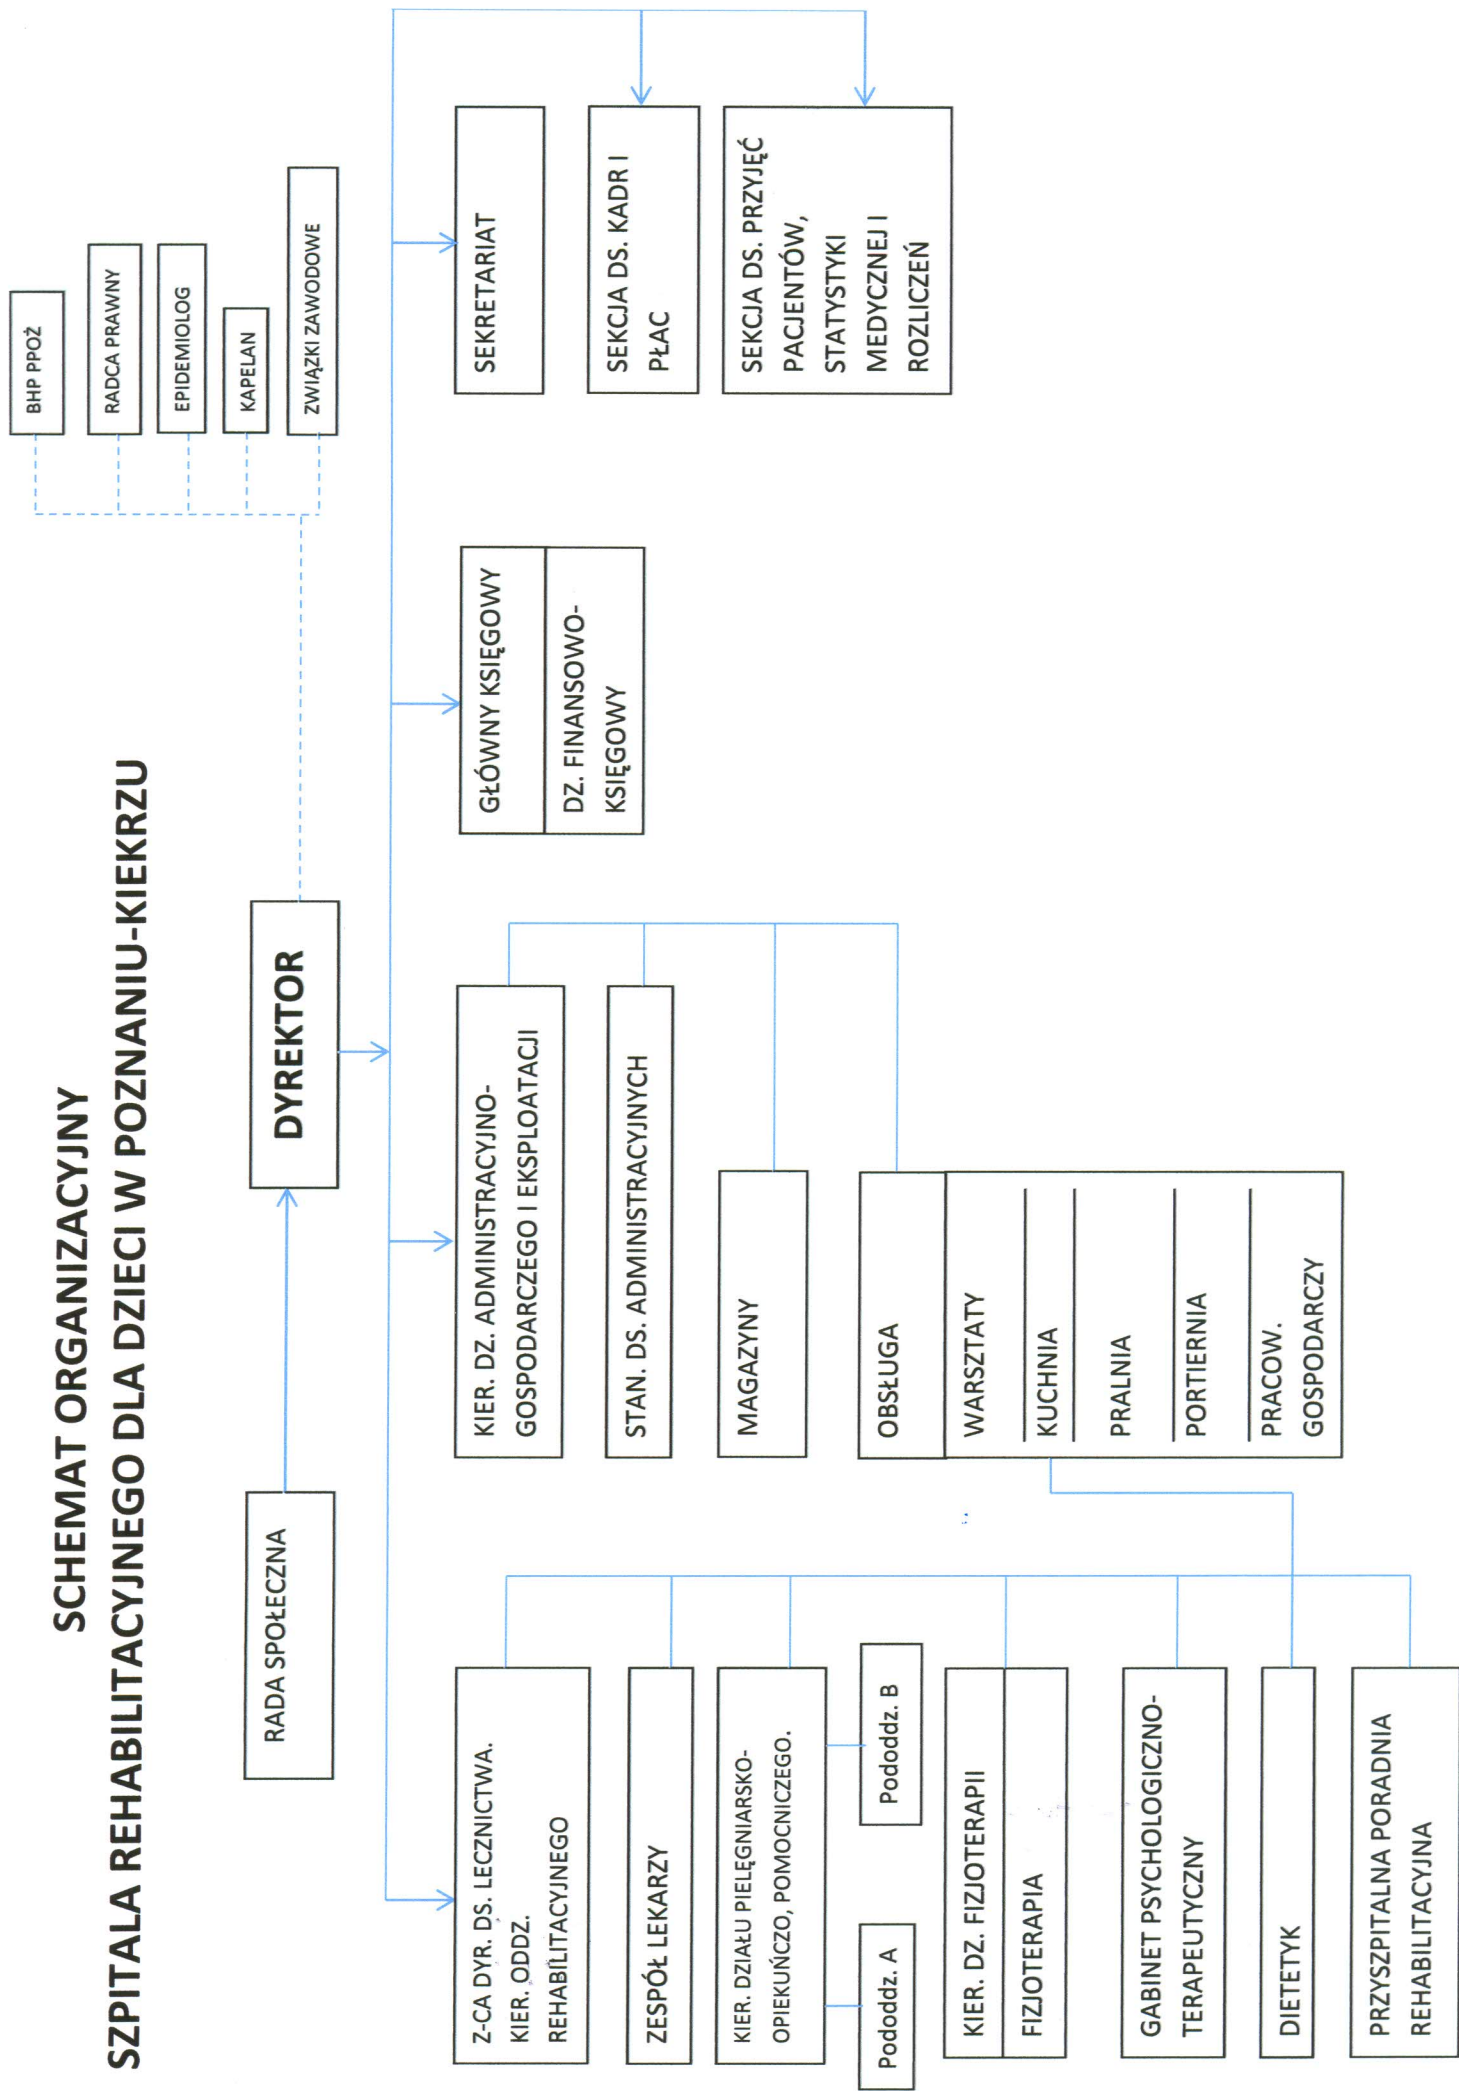 SCHEMAT ORGANIZACYJNY
SZPITALA REHABILITACYJNEGO DLA DZIECI W POZNANIU-KIEKRZU
RADA SPOŁECZNA
DYREKTOR
BHP PPOŻ
RADCA PRAWNY
EPIDEMIOLOG
KAPELAN
ZWIĄZKI ZAWODOWE
Z-CA DYR. DS. LECZNICTWA.
KIER. ODDZ.
REHABILITACYJNEGO
ZESPÓŁ LEKARZY
KIER. DZIAŁU PIELĘGNIARSKO-
OPIEKUŃCZO, POMOCNICZEGO.
Pododdz. A
Pododdz. B
KIER. DZ. FIZJOTERAPII
FIZJOTERAPIA
GABINET PSYCHOLOGICZNO-
TERAPEUTYCZNY
DIETETYK
PRZYSZPITALNA PORADNIA
REHABILITACYJNA
KIER. DZ. ADMINISTRACYJNO-
GOSPODARCZEGO I EKSPLOATACJI
STAN. DS. ADMINISTRACYJNYCH
MAGAZYNY
OBSŁUGA
WARSZTATY
KUCHNIA
PRALNIA
PORTIERNIA
PRACOW.
GOSPODARCZY
GŁÓWNY KSIĘGOWY
DZ. FINANSOWO-
KSIĘGOWY
SEKRETARIAT
SEKCJA DS. KADR I
PŁAC
SEKCJA DS. PRZYJĘĆ
PACJENTÓW,
STATYSTYKI
MEDYCZNEJ I
ROZLICZEŃ